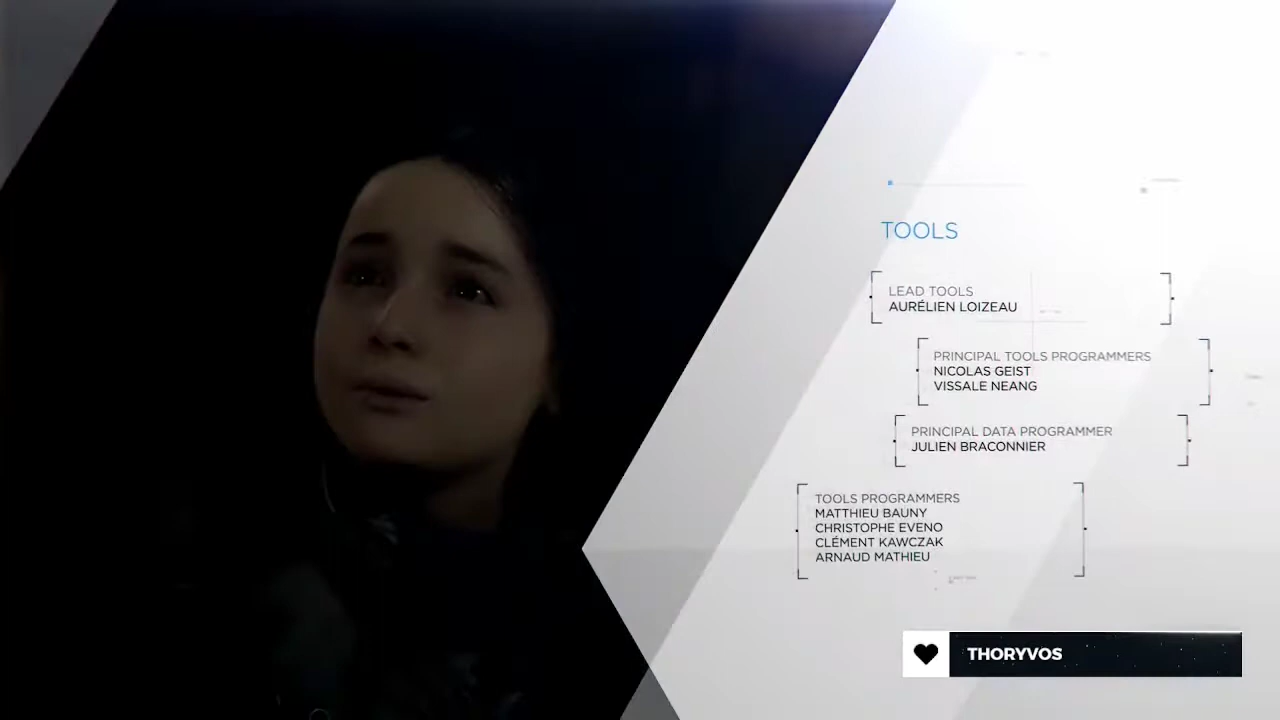 TOOLS
LEAD TOOLS
AURÉLIEN LOIZEAU
PRINCIPAL TOOLS PROGRAMMERS
NICOLAS GEIST
VISSALE NEANG
PRINCIPAL DATA PROGRAMMER
JULIEN BRACONNIER
TOOLS PROGRAMMERS
MATTHIEU BAUNY
CHRISTOPHE EVENO
CLÉMENT KAWCZAK
ARNAUD MATHIEU
THORYVOS